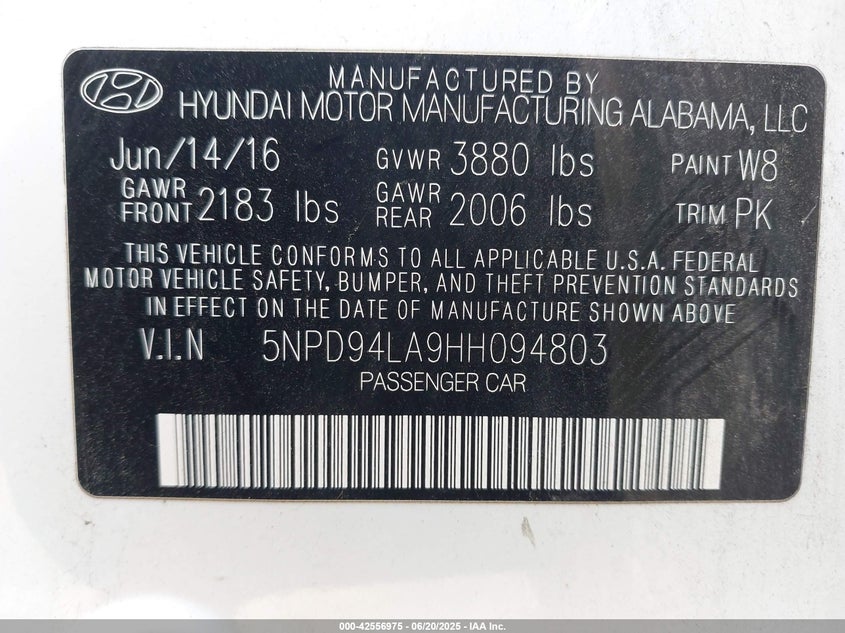 MANUFACTURED BY
HYUNDAI MOTOR MANUFACTURING ALABAMA, LLC
Jun/14/16 GVWR 3880 lbs PAINT W8
GAWR FRONT 2183 lbs GAWR REAR 2006 lbs TRIM PK
THIS VEHICLE CONFORMS TO ALL APPLICABLE U.S.A. FEDERAL
MOTOR VEHICLE SAFETY, BUMPER, AND THEFT PREVENTION STANDARDS
IN EFFECT ON THE DATE OF MANUFACTURE SHOWN ABOVE
V.I.N 5NPD94LA9HH094803
PASSENGER CAR
000-42556975 - 06/20/2025 - IAA Inc.